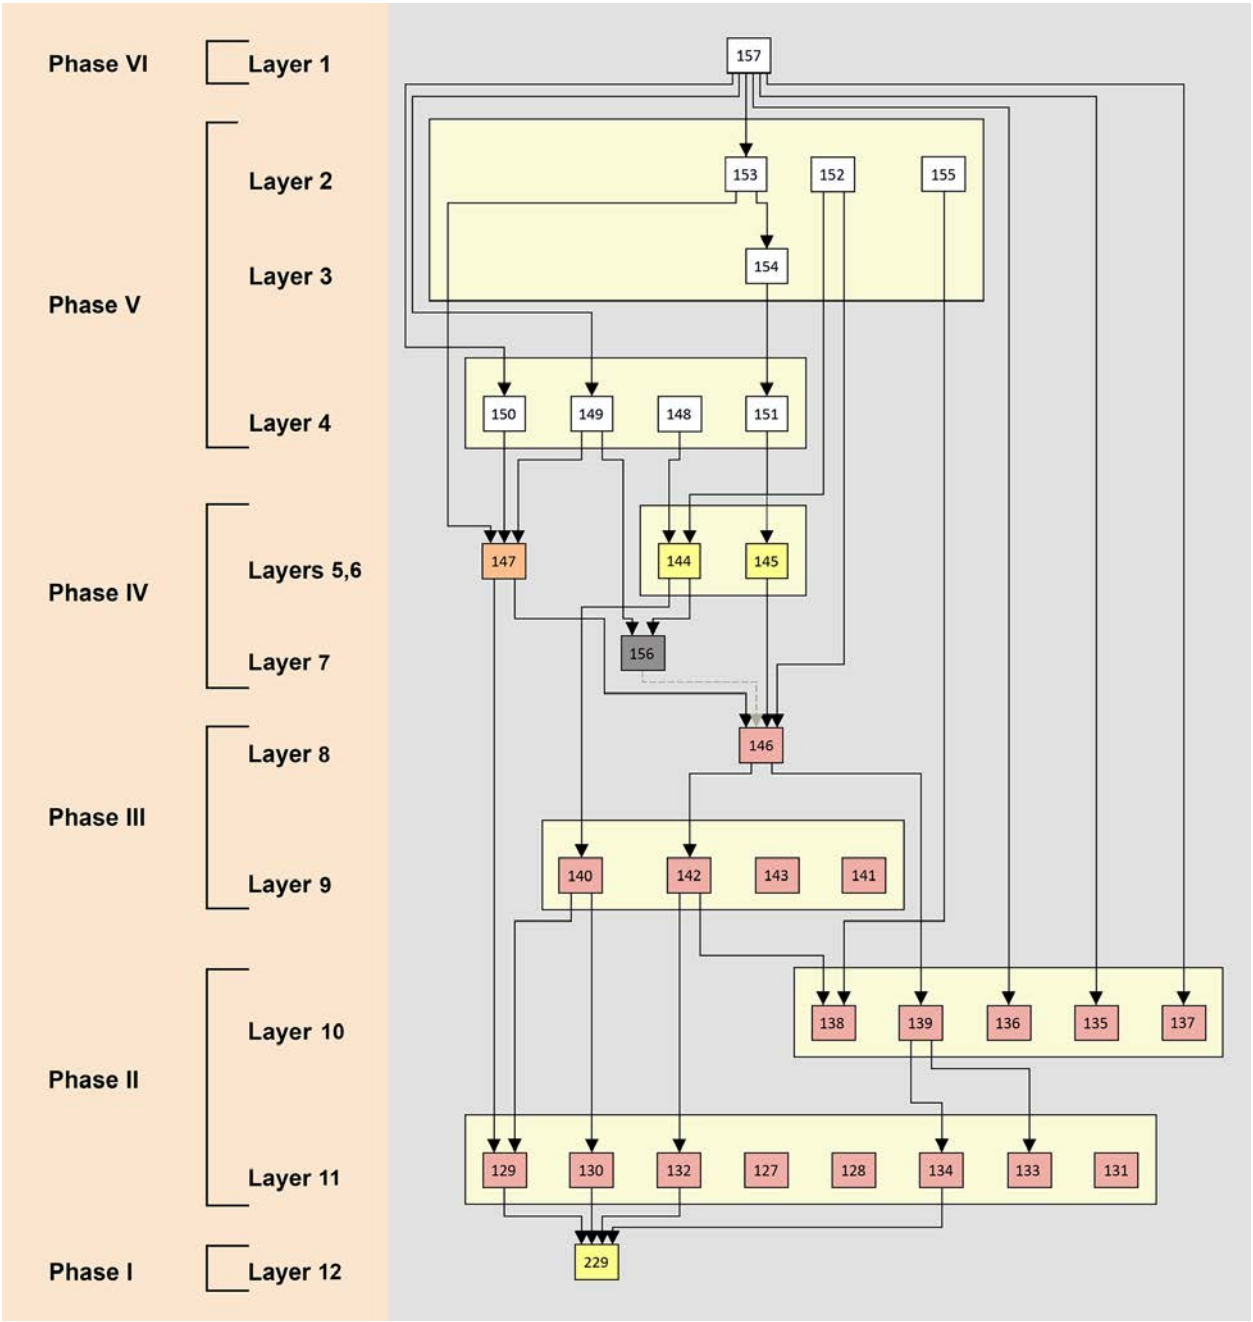 Phase VI Layer 1 157
Layer 2 153 152 155
Layer 3 154
Phase V
Layer 4 150 149 148 151
Layers 5,6 147 144 145
Phase IV
Layer 7 156
Layer 8 146
Phase III
Layer 9 140 142 143 141
Layer 10 138 139 136 135 137
Phase II
Layer 11 129 130 132 127 128 134 133 131
Phase I Layer 12 229